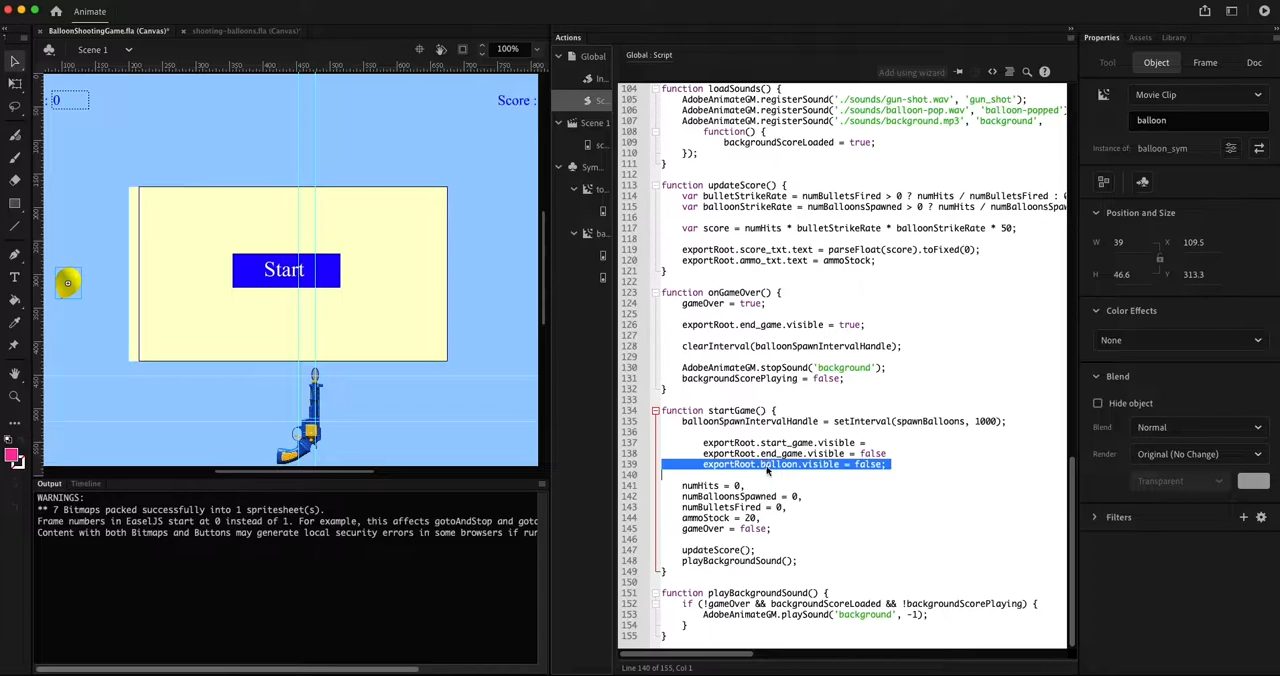 Animate
BalloonShootingGame.fla (Canvas)*
shooting-balloons.fla (Canvas)*
Scene 1
100%
: 0
Score :
Start
Output
Timeline
WARNINGS:
** 7 Bitmaps packed successfully into 1 spritesheet(s).
Frame numbers in EaselJS start at 0 instead of 1. For example, this affects gotoAndStop and gotc
Content with both Bitmaps and Buttons may generate local security errors in some browsers if rur
Actions
Global
In...
Sc...
Scene 1
sc...
Sym...
to...
ba...
Global : Script
Add using wizard
104 function loadSounds() {
105 AdobeAnimateGM.registerSound('./sounds/gun-shot.wav', 'gun_shot');
106 AdobeAnimateGM.registerSound('./sounds/balloon-pop.wav', 'balloon-popped')
107 AdobeAnimateGM.registerSound('./sounds/background.mp3', 'background',
108 function() {
109 backgroundScoreLoaded = true;
110 });
111 }
112
113 function updateScore() {
114 var bulletStrikeRate = numBulletsFired > 0 ? numHits / numBulletsFired : 0
115 var balloonStrikeRate = numBalloonsSpawned > 0 ? numHits / numBalloonsSpaw
116
117 var score = numHits * bulletStrikeRate * balloonStrikeRate * 50;
118
119 exportRoot.score_txt.text = parseFloat(score).toFixed(0);
120 exportRoot.ammo_txt.text = ammoStock;
121 }
122
123 function onGameOver() {
124 gameOver = true;
125
126 exportRoot.end_game.visible = true;
127
128 clearInterval(balloonSpawnIntervalHandle);
129
130 AdobeAnimateGM.stopSound('background');
131 backgroundScorePlaying = false;
132 }
133
134 function startGame() {
135 balloonSpawnIntervalHandle = setInterval(spawnBalloons, 1000);
136
137 exportRoot.start_game.visible =
138 exportRoot.end_game.visible = false
139 exportRoot.balloon.visible = false;
140
141 numHits = 0,
142 numBalloonsSpawned = 0,
143 numBulletsFired = 0,
144 ammoStock = 20,
145 gameOver = false;
146
147 updateScore();
148 playBackgroundSound();
149 }
150
151 function playBackgroundSound() {
152 if (!gameOver && backgroundScoreLoaded && !backgroundScorePlaying) {
153 AdobeAnimateGM.playSound('background', -1);
154 }
155 }
Line 140 of 155, Col 1
Properties
Assets
Library
Tool
Object
Frame
Doc
Movie Clip
balloon
Instance of: balloon_sym
Position and Size
W 39 X 109.5
H 46.6 Y 313.3
Color Effects
None
Blend
Hide object
Blend Normal
Render Original (No Change)
Transparent
Filters